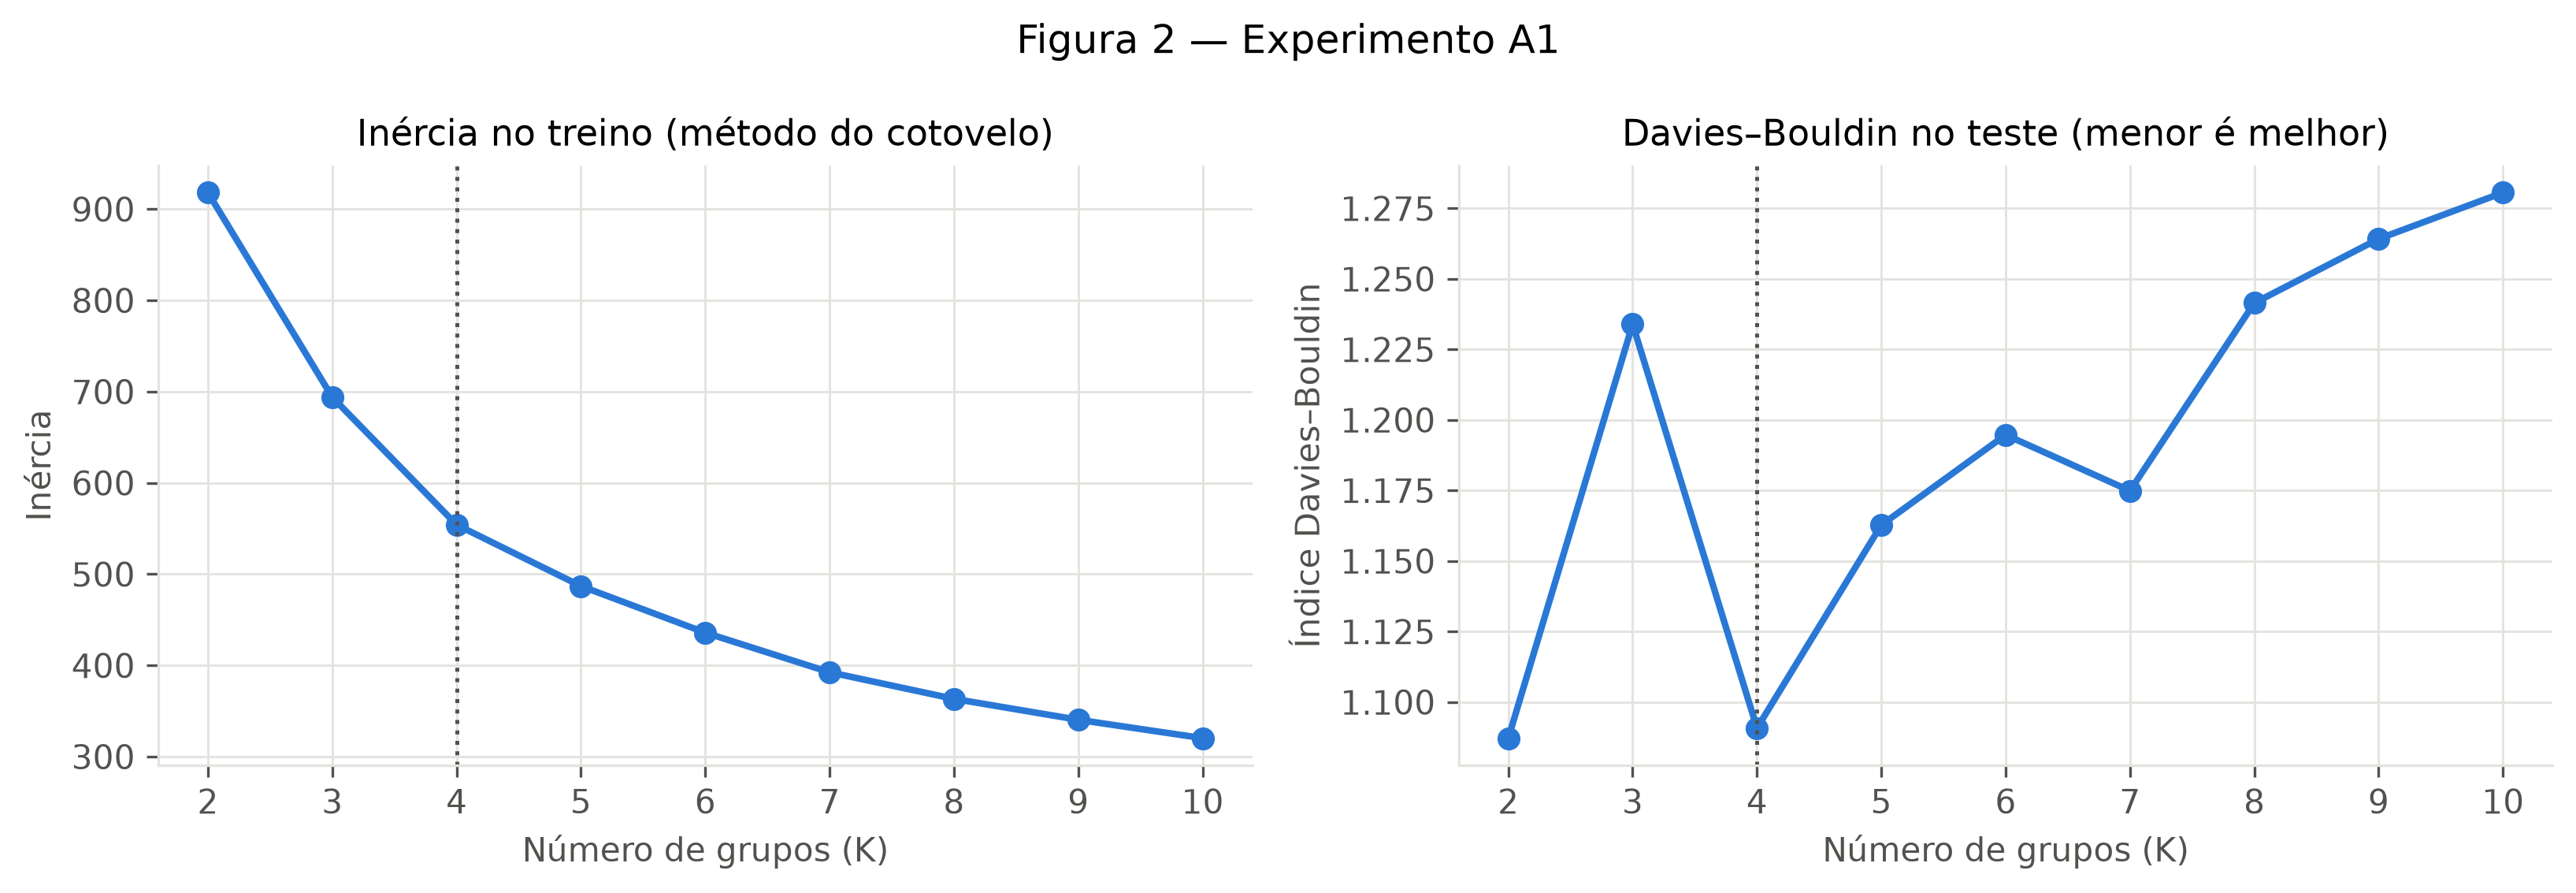 Figura 2 — Experimento A1
Inércia no treino (método do cotovelo)
Inércia
900
800
700
600
500
400
300
2 3 4 5 6 7 8 9 10
Número de grupos (K)
Davies–Bouldin no teste (menor é melhor)
Índice Davies–Bouldin
1.275
1.250
1.225
1.200
1.175
1.150
1.125
1.100
2 3 4 5 6 7 8 9 10
Número de grupos (K)